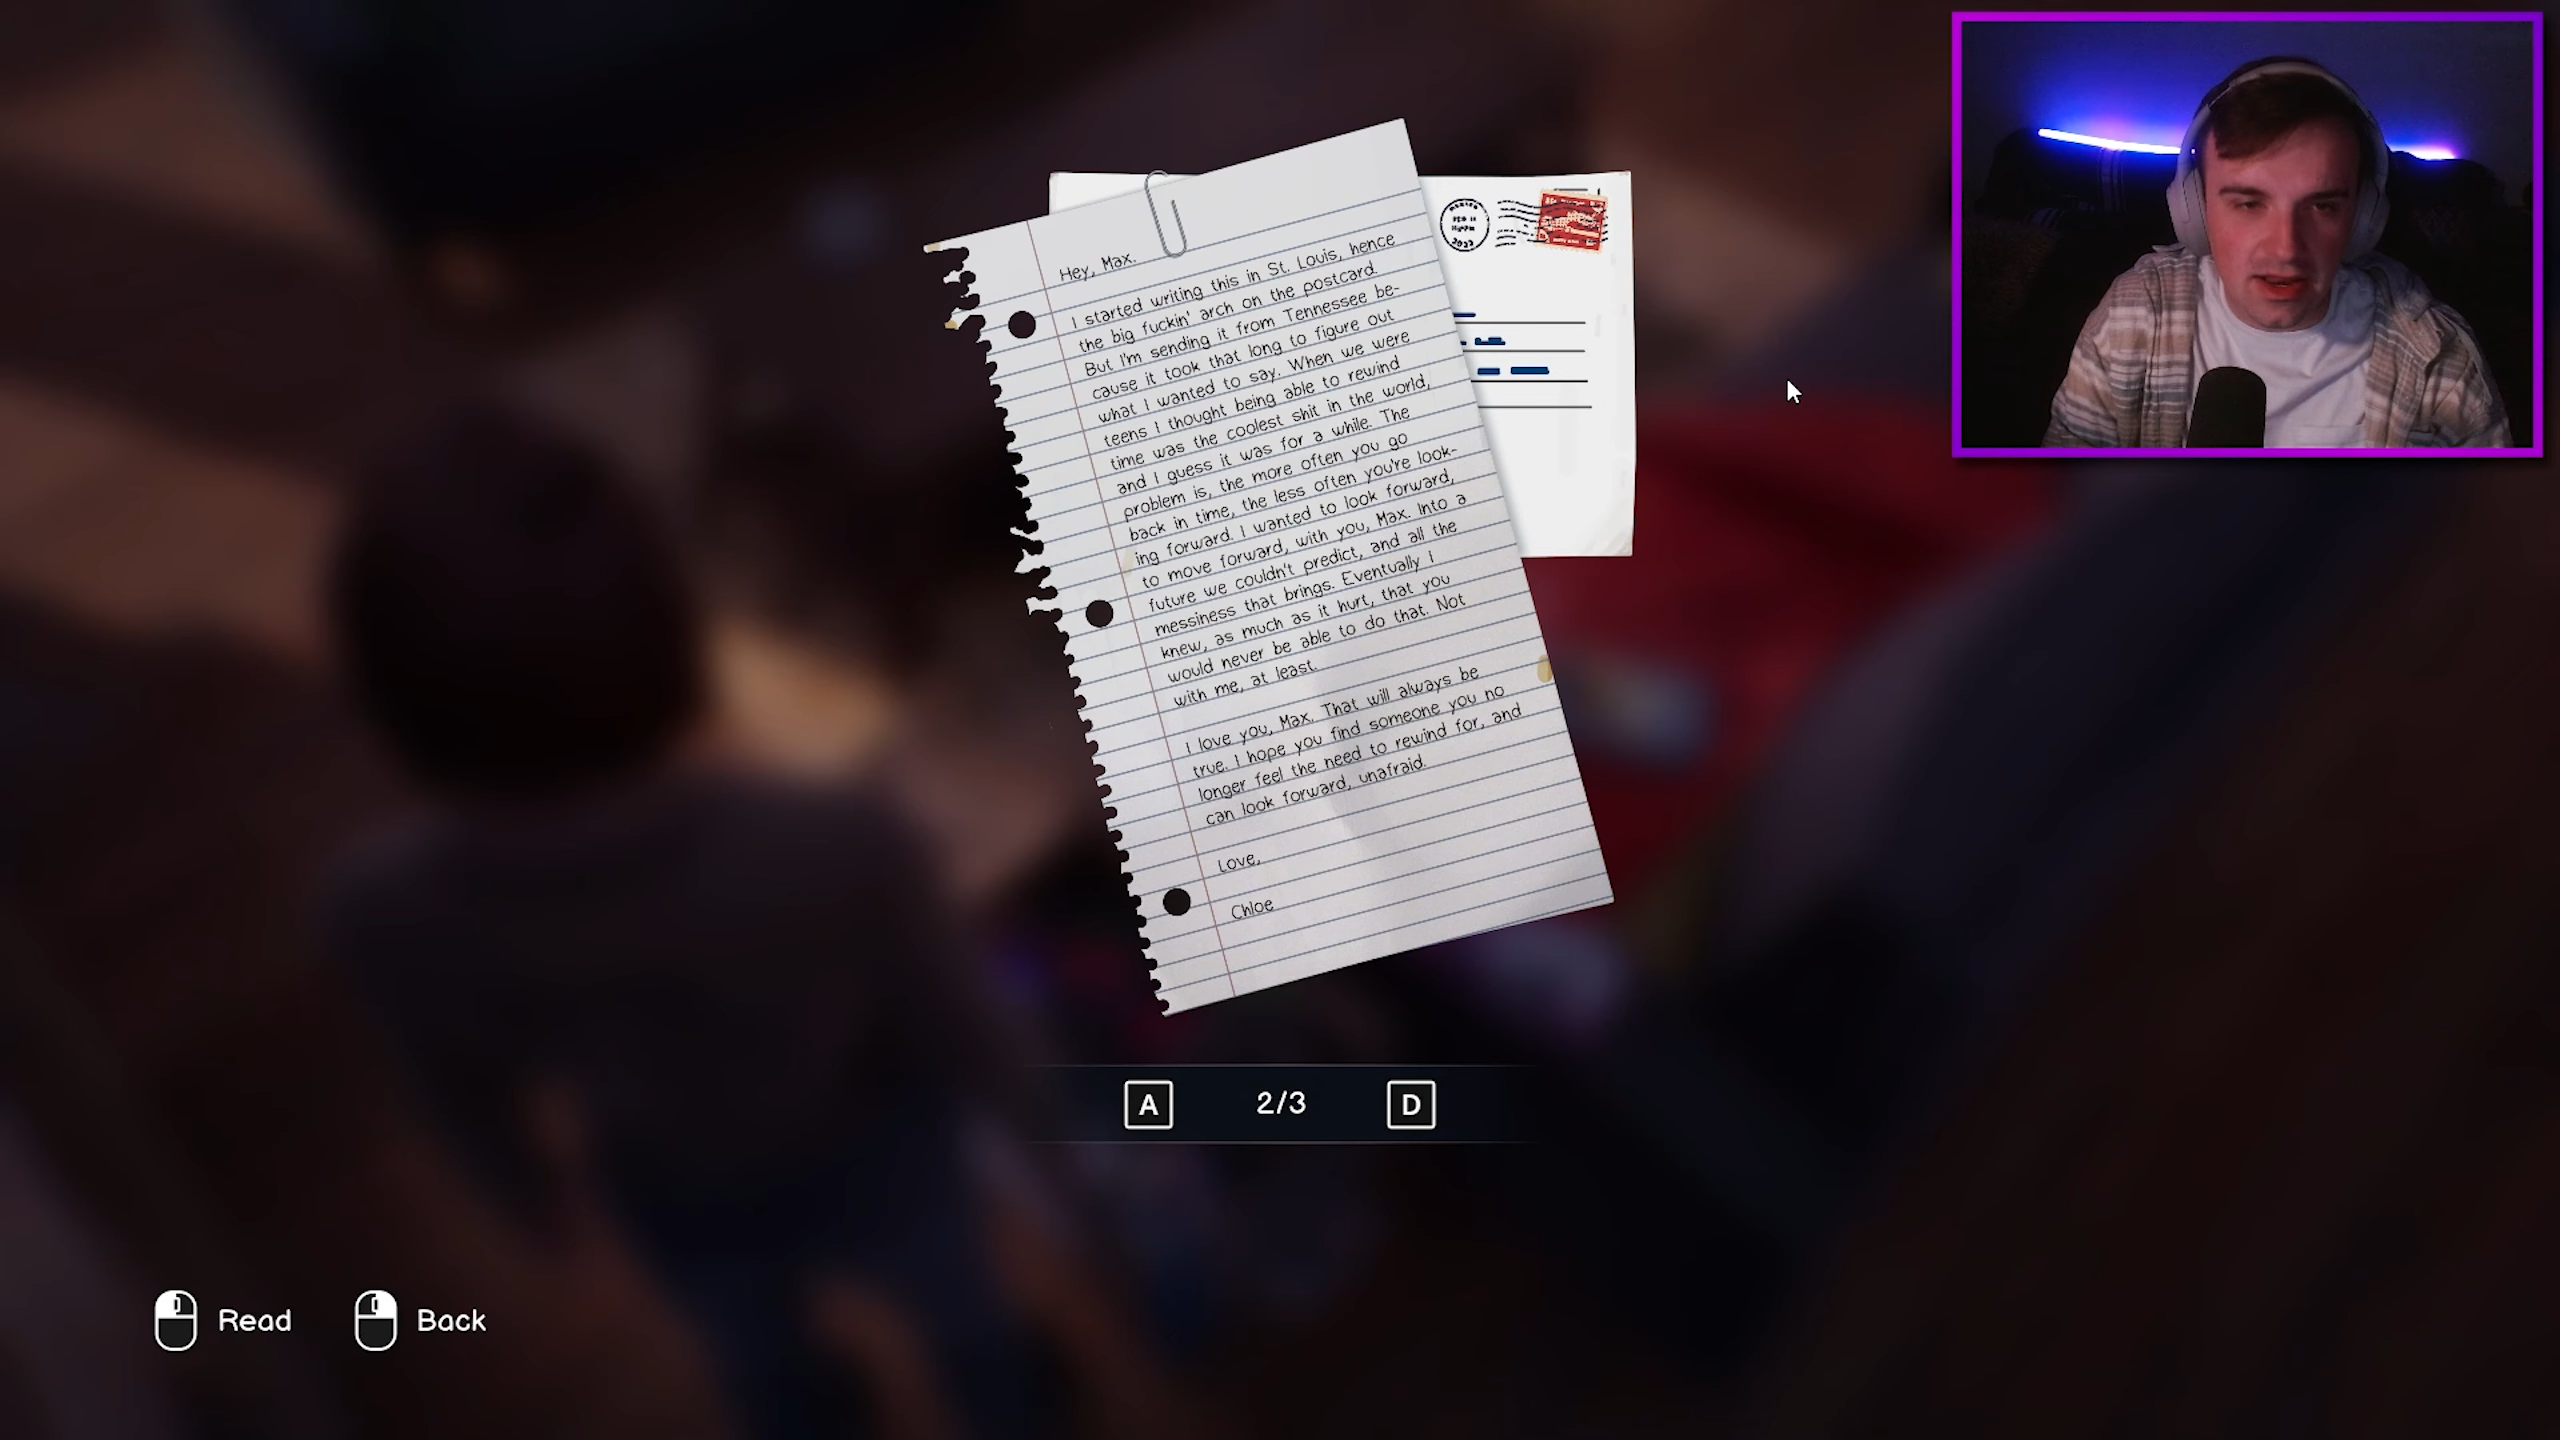 Hey, Max.
I started writing this in St. Louis, hence
the big fuckin' arch on the postcard.
But I'm sending it from Tennessee be-
cause it took that long to figure out
what I wanted to say. When we were
teens I thought being able to rewind
time was the coolest shit in the world,
and I guess it was for a while. The
problem is, the more often you go
back in time, the less often you're look-
ing forward. I wanted to look forward,
to move forward, with you, Max. Into a
future we couldn't predict, and all the
messiness that brings. Eventually I
knew, as much as it hurt, that you
would never be able to do that. Not
with me, at least.
I love you, Max. That will always be
true. I hope you find someone you no
longer feel the need to rewind for, and
can look forward, unafraid.
Love,
Chloe
2023
A 2/3 D
Read Back